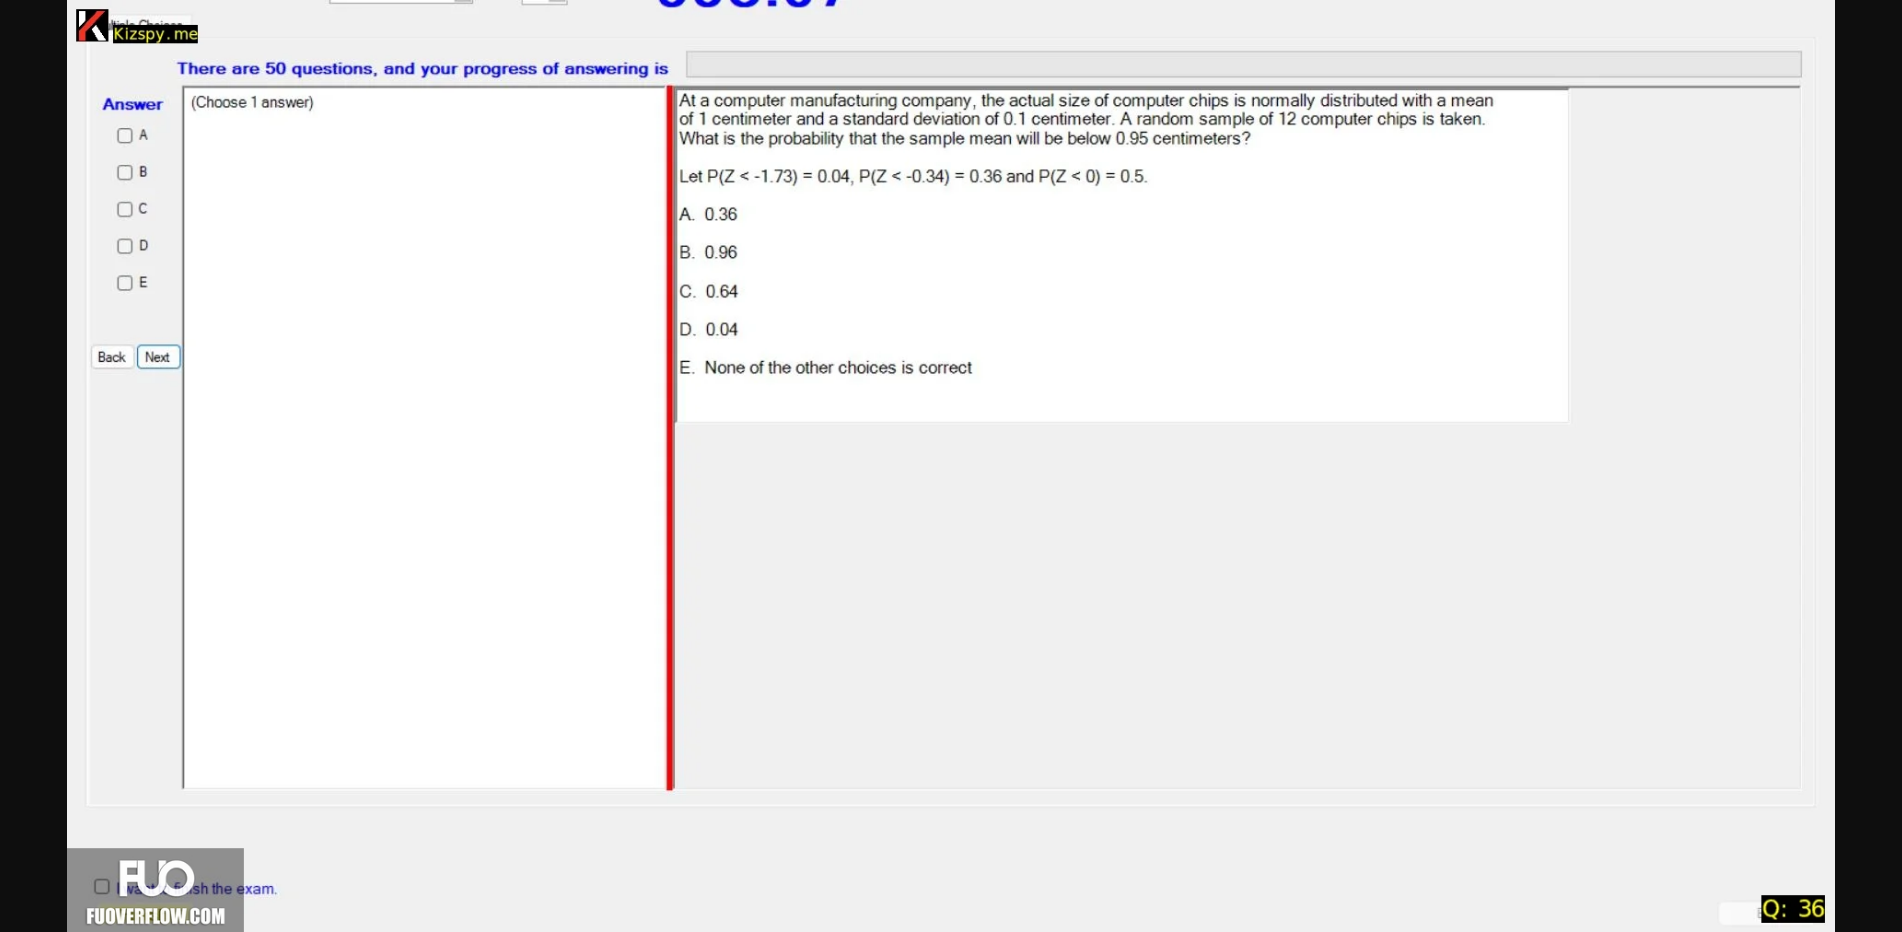 Kizspy.me
There are 50 questions, and your progress of answering is
Answer
(Choose 1 answer)
A
B
C
D
E
Back Next
At a computer manufacturing company, the actual size of computer chips is normally distributed with a mean
of 1 centimeter and a standard deviation of 0.1 centimeter. A random sample of 12 computer chips is taken.
What is the probability that the sample mean will be below 0.95 centimeters?
Let P(Z < -1.73) = 0.04, P(Z < -0.34) = 0.36 and P(Z < 0) = 0.5.
A. 0.36
B. 0.96
C. 0.64
D. 0.04
E. None of the other choices is correct
FUO
the exam.
FUOVERFLOW.COM
Q: 36